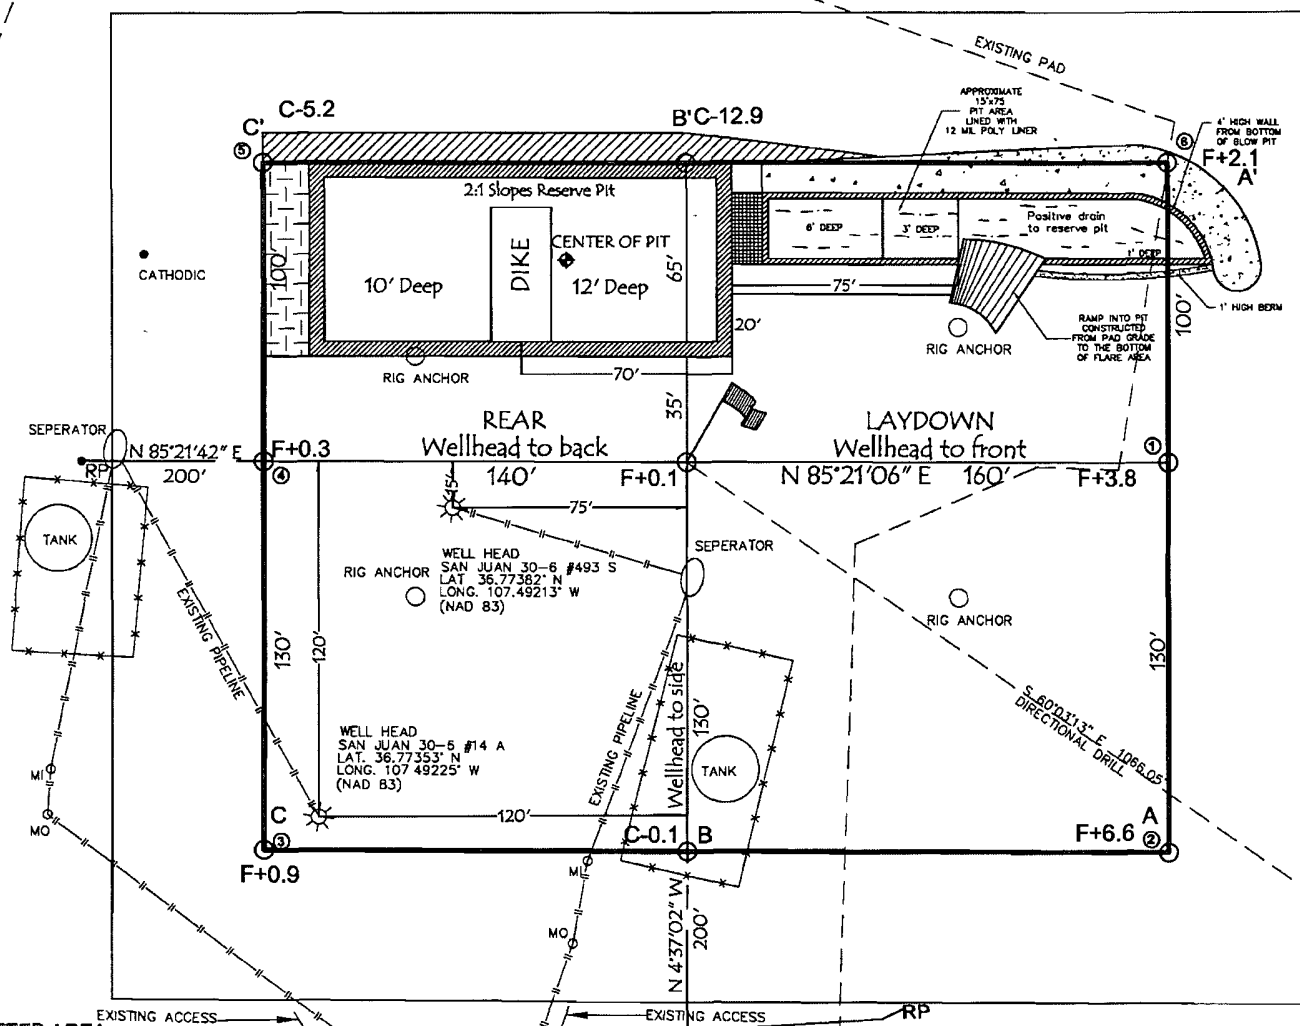 EXISTING PAD
C-5.2
C'
B'C-12.9
APPROXIMATE
15'x75
PIT AREA
LINED WITH
12 MIL POLY LINER
4' HIGH WALL
FROM BOTTOM
OF BLOW PIT
5
6
F+2.1
A'
2:1 Slopes Reserve Pit
CENTER OF PIT
DIKE
10' Deep
12' Deep
65'
100'
CATHODIC
6' DEEP
3' DEEP
Positive drain
to reserve pit
1' DEEP
75'
1' HIGH BERM
100'
20'
RAMP INTO PIT
CONSTRUCTED
FROM PAD GRADE
TO THE BOTTOM
OF FLARE AREA
RIG ANCHOR
RIG ANCHOR
70'
35'
REAR
Wellhead to back
140'
LAYDOWN
Wellhead to front
N 85°21'06" E 160'
SEPERATOR
N 85°21'42" E
200'
RP
F+0.3
4
F+0.1
1
F+3.8
15'
75'
TANK
WELL HEAD
SAN JUAN 30-6 #493 S
LAT 36.77382° N
LONG. 107.49213° W
(NAD 83)
SEPERATOR
RIG ANCHOR
RIG ANCHOR
EXISTING PIPELINE
130'
120'
130'
Wellhead to side
130'
EXISTING PIPELINE
S 60°03'13" E 1066.05'
DIRECTIONAL DRILL
WELL HEAD
SAN JUAN 30-5 #14 A
LAT. 36.77353° N
LONG. 107 49225° W
(NAD 83)
TANK
MI
MO
120'
C
3
F+0.9
C-0.1
B
A
F+6.6
2
MI
MO
N 4°37'02" W
200'
EXISTING ACCESS
EXISTING ACCESS
RP